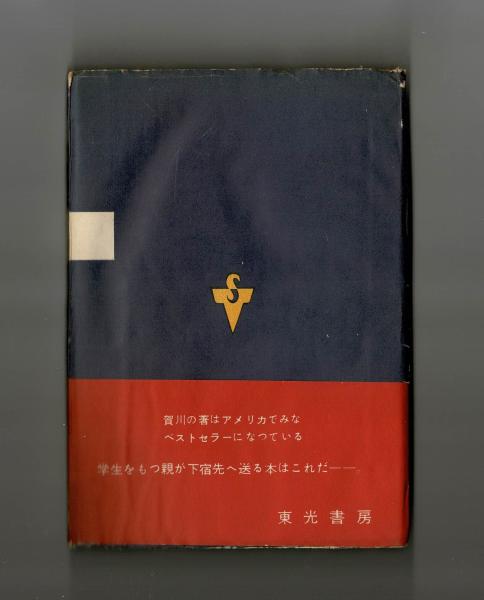 賀川の著はアメリカでみな
ベストセラーになつている
学生をもつ親が下宿先へ送る本はこれだ――。
東光書房